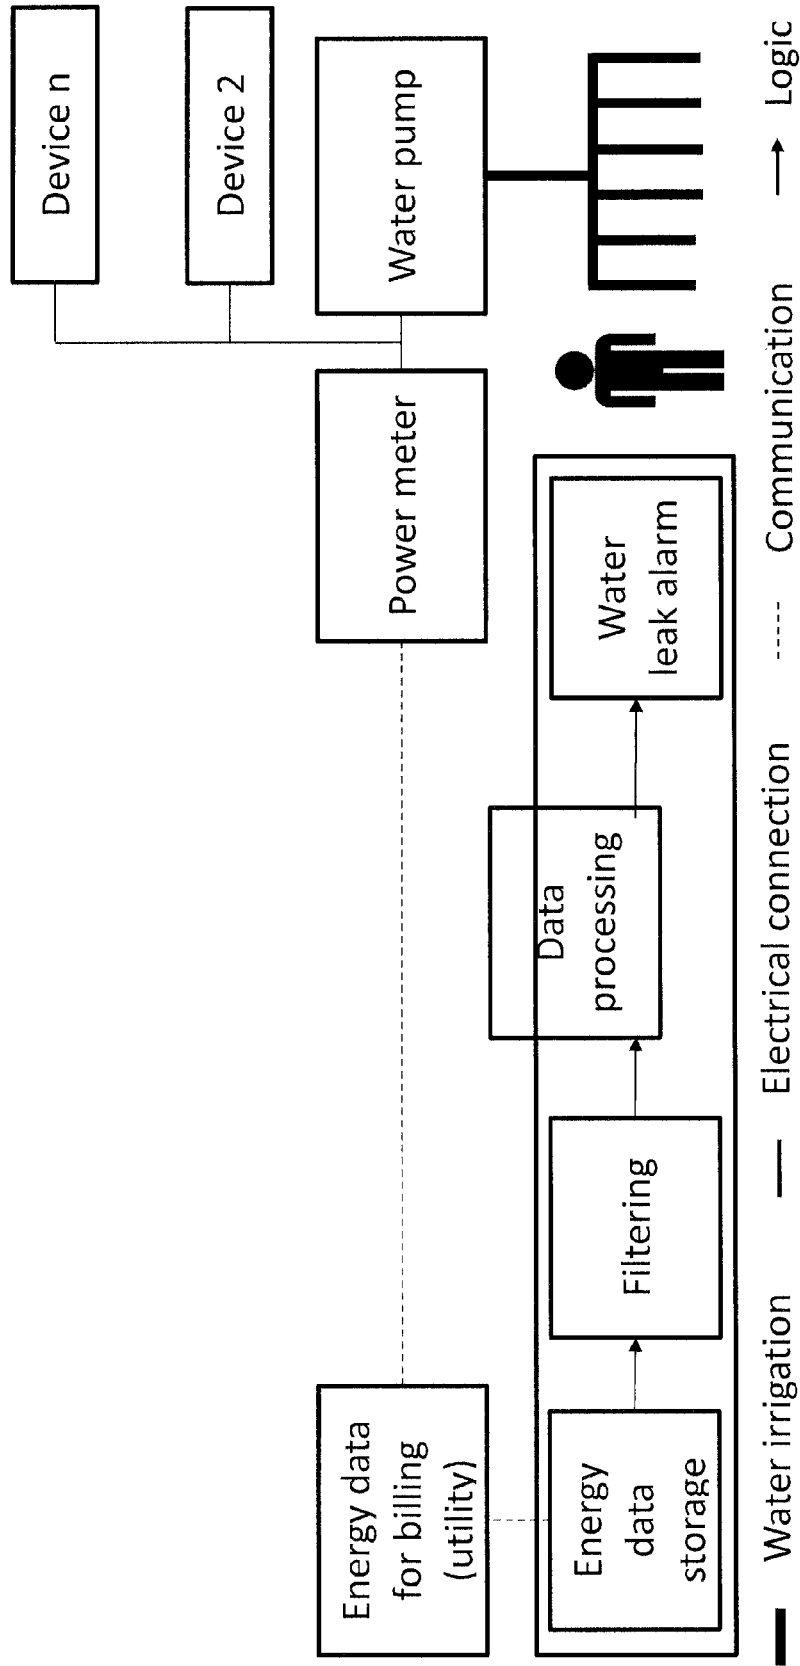 Device n
Device 2
Energy data
for billing
(utility)
Power meter
Water pump
Energy
data
storage
Filtering
Data
processing
Water
leak alarm
Water irrigation
Electrical connection
Communication
Logic